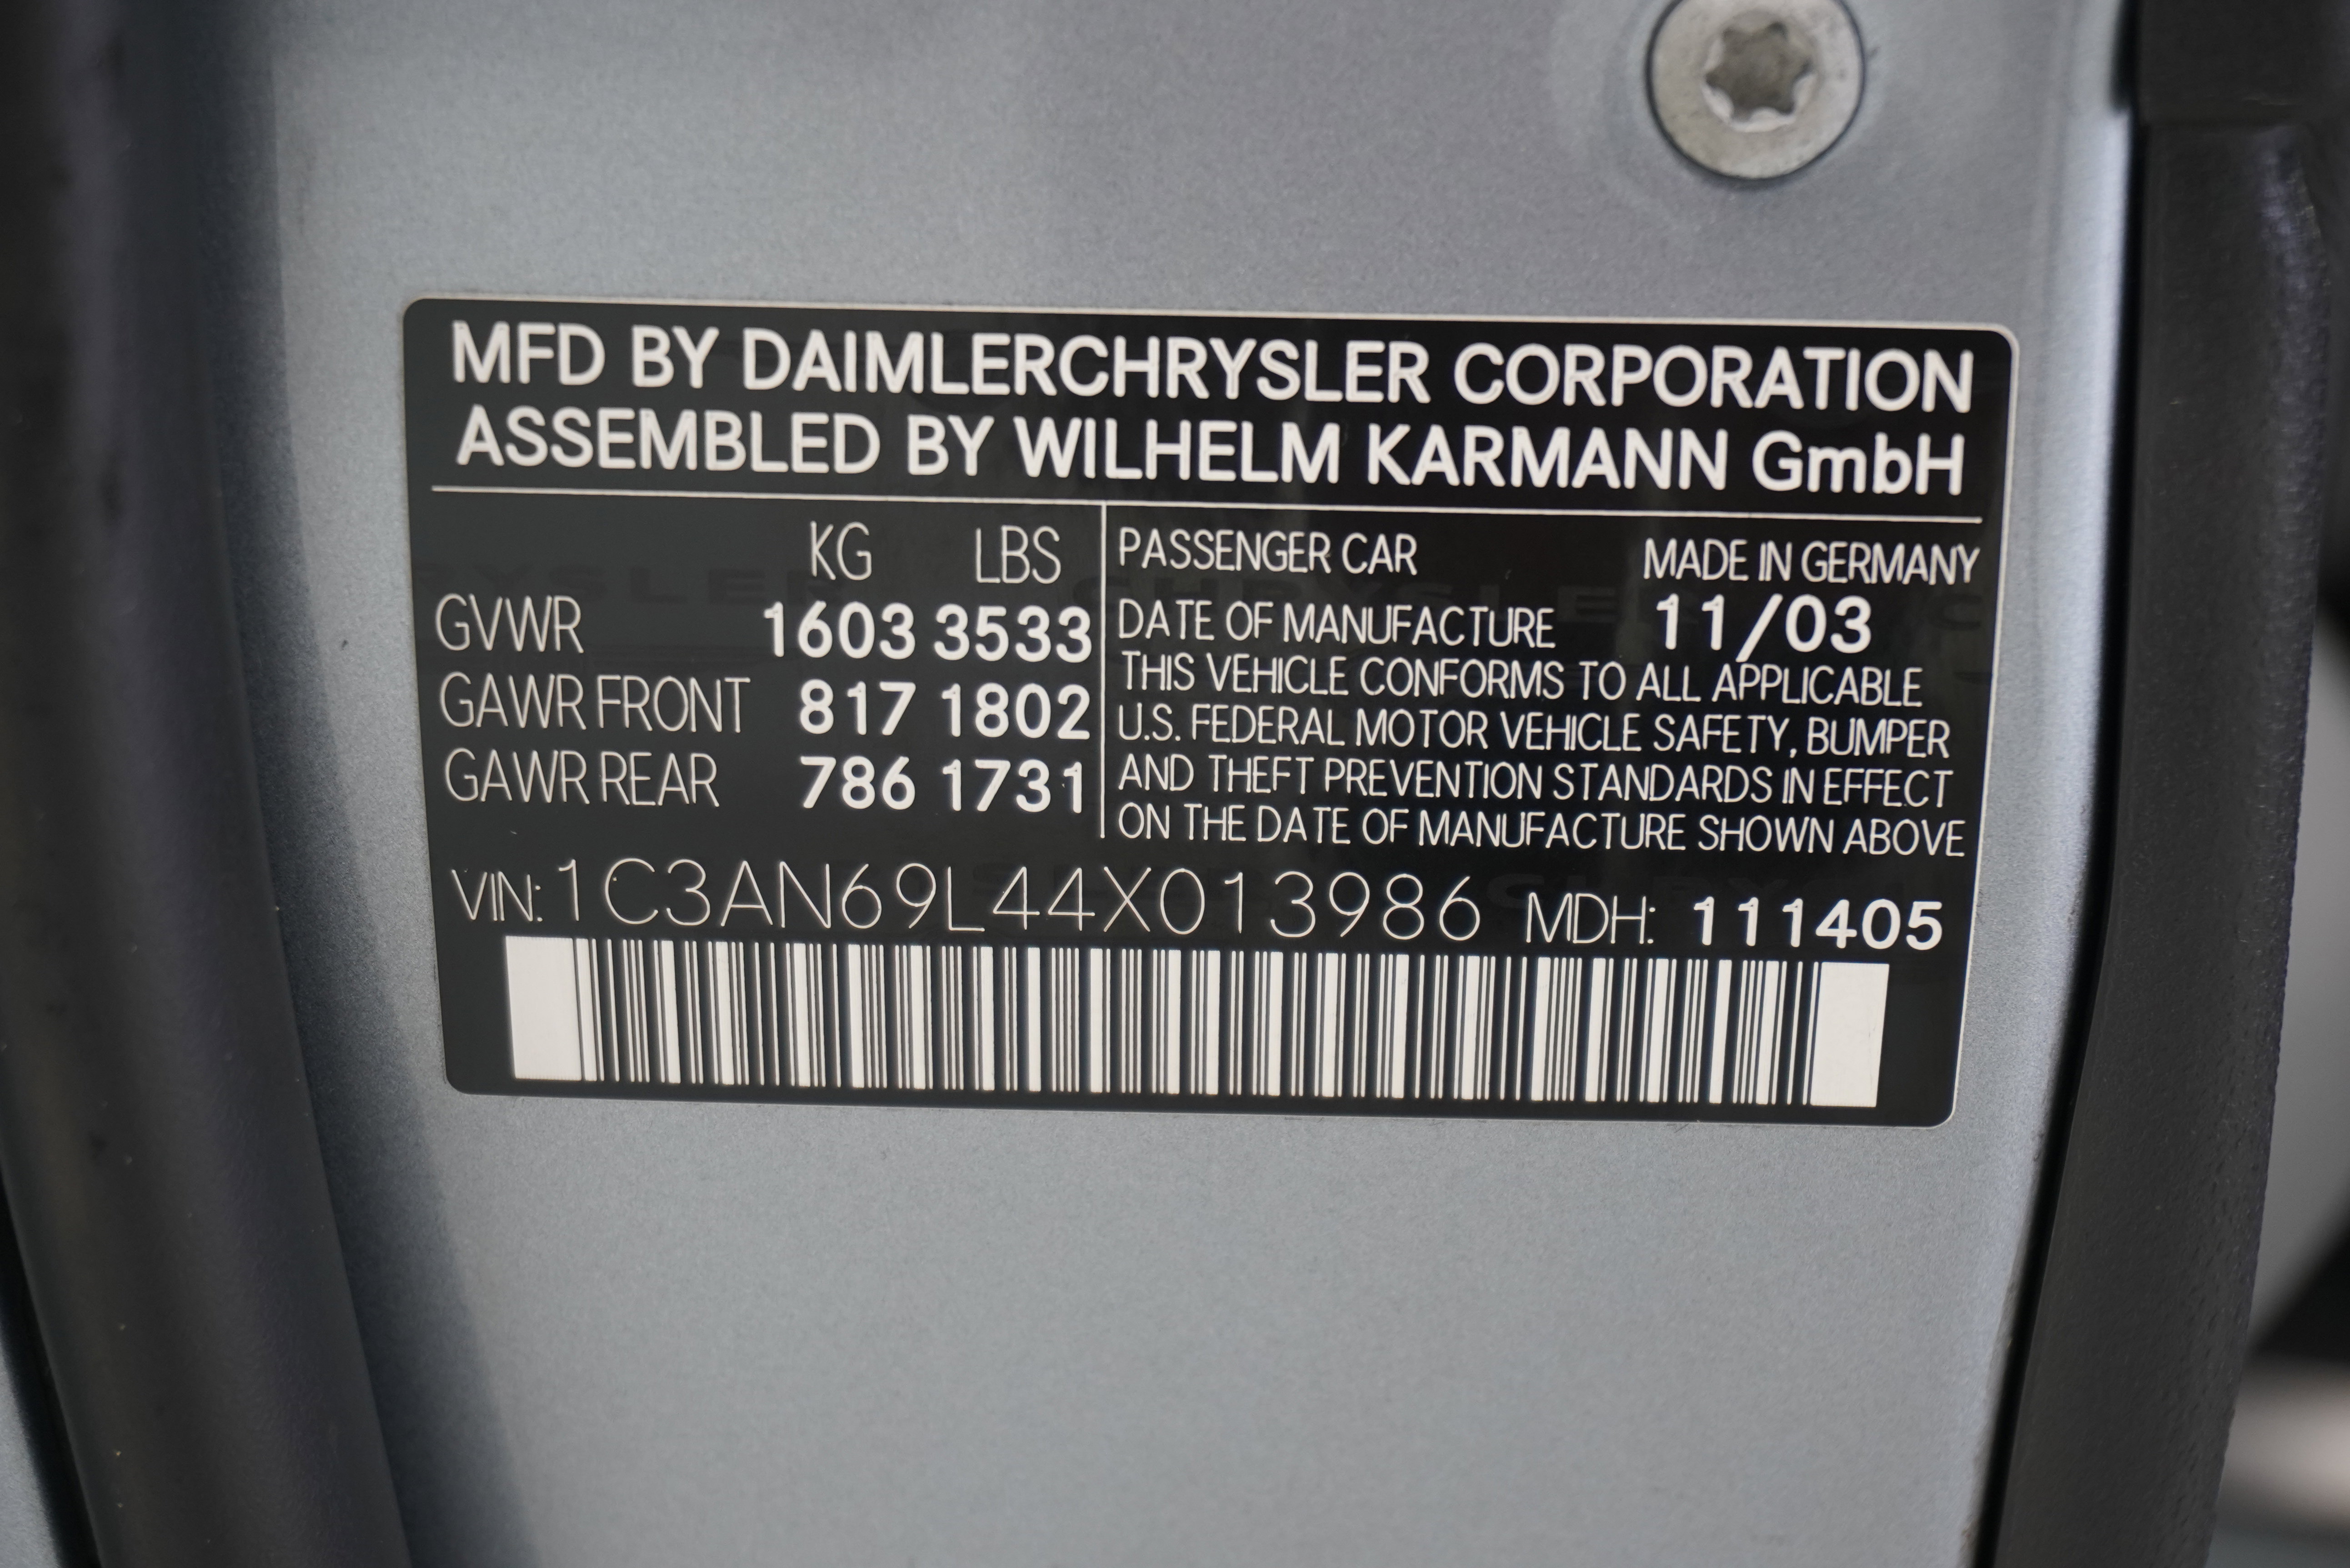 MFD BY DAIMLERCHRYSLER CORPORATION
ASSEMBLED BY WILHELM KARMANN GmbH
KG LBS
GVWR 1603 3533
GAWR FRONT 817 1802
GAWR REAR 786 1731
PASSENGER CAR MADE IN GERMANY
DATE OF MANUFACTURE 11/03
THIS VEHICLE CONFORMS TO ALL APPLICABLE
U.S. FEDERAL MOTOR VEHICLE SAFETY, BUMPER
AND THEFT PREVENTION STANDARDS IN EFFECT
ON THE DATE OF MANUFACTURE SHOWN ABOVE
VIN: 1C3AN69L44X013986 MDH: 111405